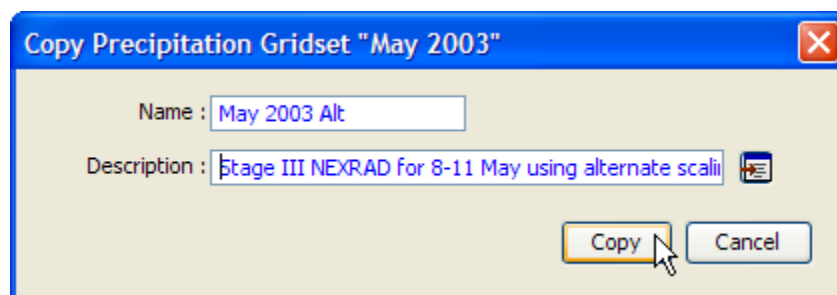 Copy Precipitation Gridset "May 2003"
Name : May 2003 Alt
Description : Stage III NEXRAD for 8-11 May using alternate scalin
Copy Cancel